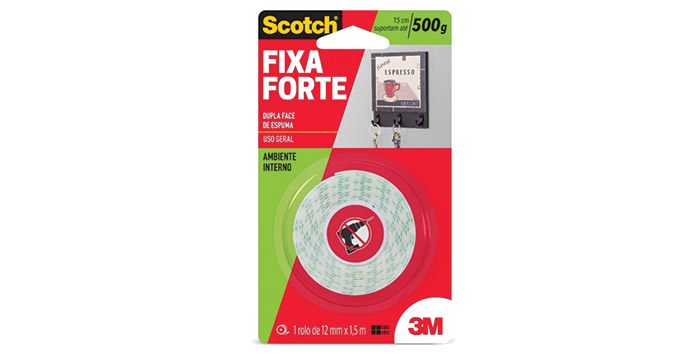 Scotch
15 cm
suportam até
500g
FIXA
FORTE
DUPLA FACE
DE ESPUMA
USO GERAL
AMBIENTE
INTERNO
Finest
ESPRESSO
1 rolo de 12 mm x 1,5 m
3M